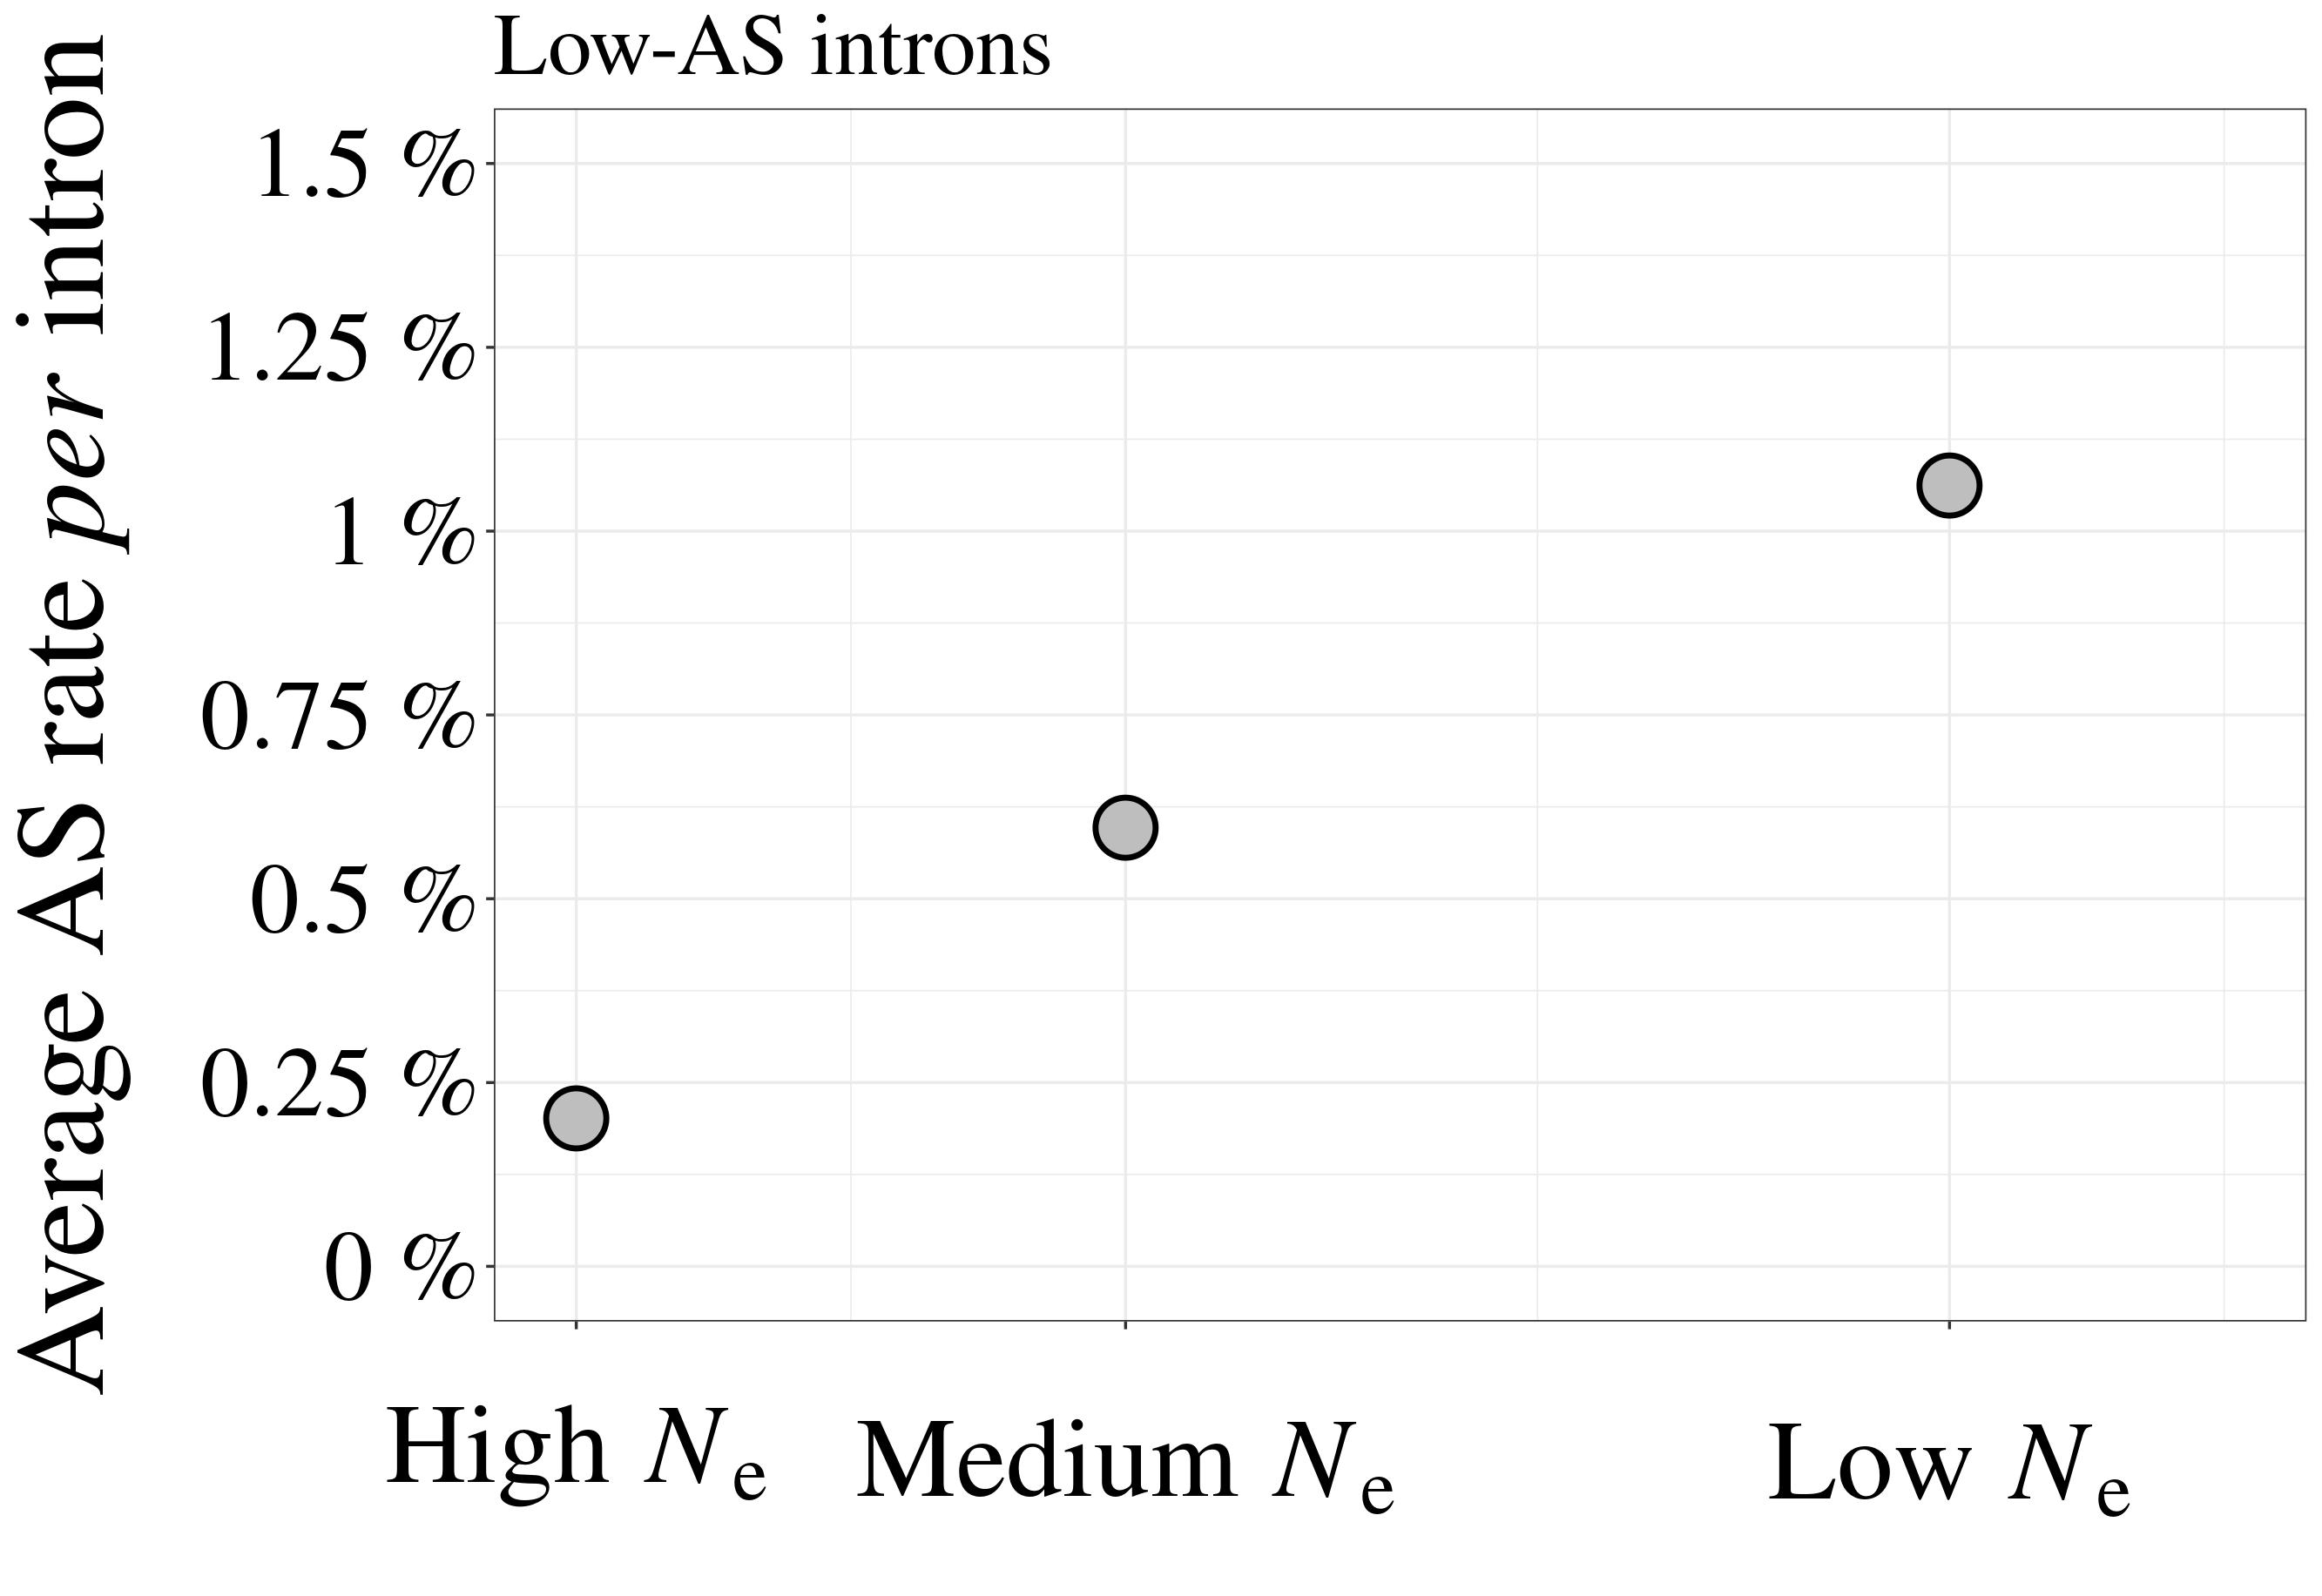 Low-AS introns
Average AS rate per intron
1.5 %
1.25 %
1 %
0.75 %
0.5 %
0.25 %
0 %
High Ne
Medium Ne
Low Ne